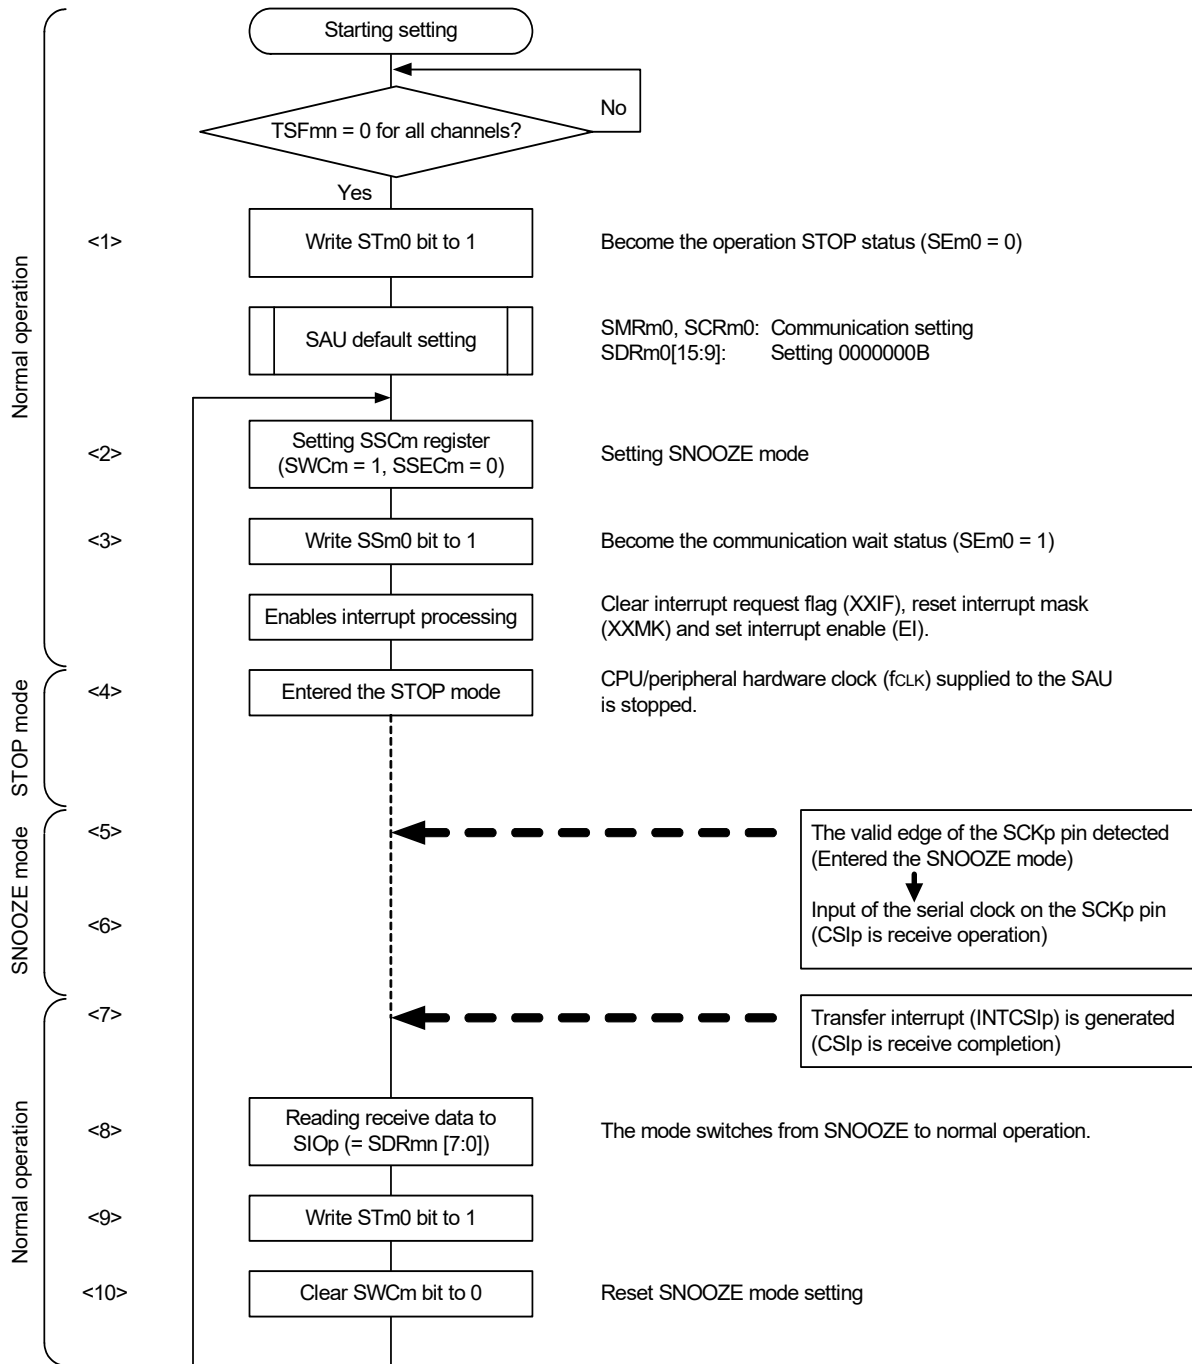 Starting setting
No
TSFmn = 0 for all channels?
Yes
Normal operation
<1>
Write STm0 bit to 1
Become the operation STOP status (SEm0 = 0)
SAU default setting
SMRm0, SCRm0: Communication setting
SDRm0[15:9]: Setting 0000000B
<2>
Setting SSCm register
(SWCm = 1, SSECm = 0)
Setting SNOOZE mode
<3>
Write SSm0 bit to 1
Become the communication wait status (SEm0 = 1)
Enables interrupt processing
Clear interrupt request flag (XXIF), reset interrupt mask
(XXMK) and set interrupt enable (EI).
STOP mode
<4>
Entered the STOP mode
CPU/peripheral hardware clock (fCLK) supplied to the SAU
is stopped.
SNOOZE mode
<5>
The valid edge of the SCKp pin detected
(Entered the SNOOZE mode)
<6>
Input of the serial clock on the SCKp pin
(CSIp is receive operation)
Normal operation
<7>
Transfer interrupt (INTCSIp) is generated
(CSIp is receive completion)
<8>
Reading receive data to
SIOp (= SDRmn [7:0])
The mode switches from SNOOZE to normal operation.
<9>
Write STm0 bit to 1
<10>
Clear SWCm bit to 0
Reset SNOOZE mode setting